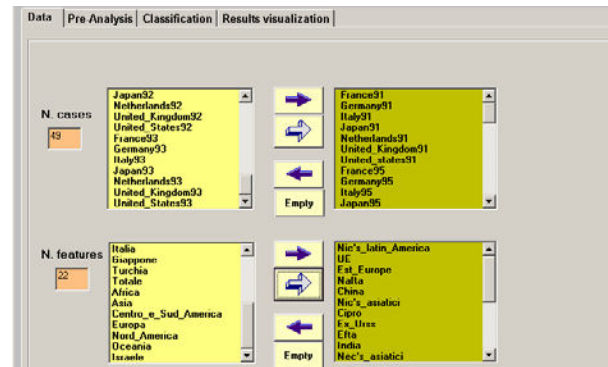 Data Pre-Analysis Classification Results visualization
N. cases
49
Japan92
Netherlands92
United_Kingdom92
United_States92
France93
Germany93
Italy93
Japan93
Netherlands93
United_Kingdom93
United_States93
Empty
France91
Germany91
Italy91
Japan91
Netherlands91
United_Kingdom91
United_states91
France95
Germany95
Italy95
Japan95
N. features
22
Italia
Giappone
Turchia
Totale
Africa
Asia
Centro_e_Sud_America
Europa
Nord_America
Oceania
Israele
Empty
Nic's_latin_America
UE
Est_Europe
Nafta
China
Nic's_asiatici
Cipro
Ex_Urss
Efta
India
Nec's_asiatici